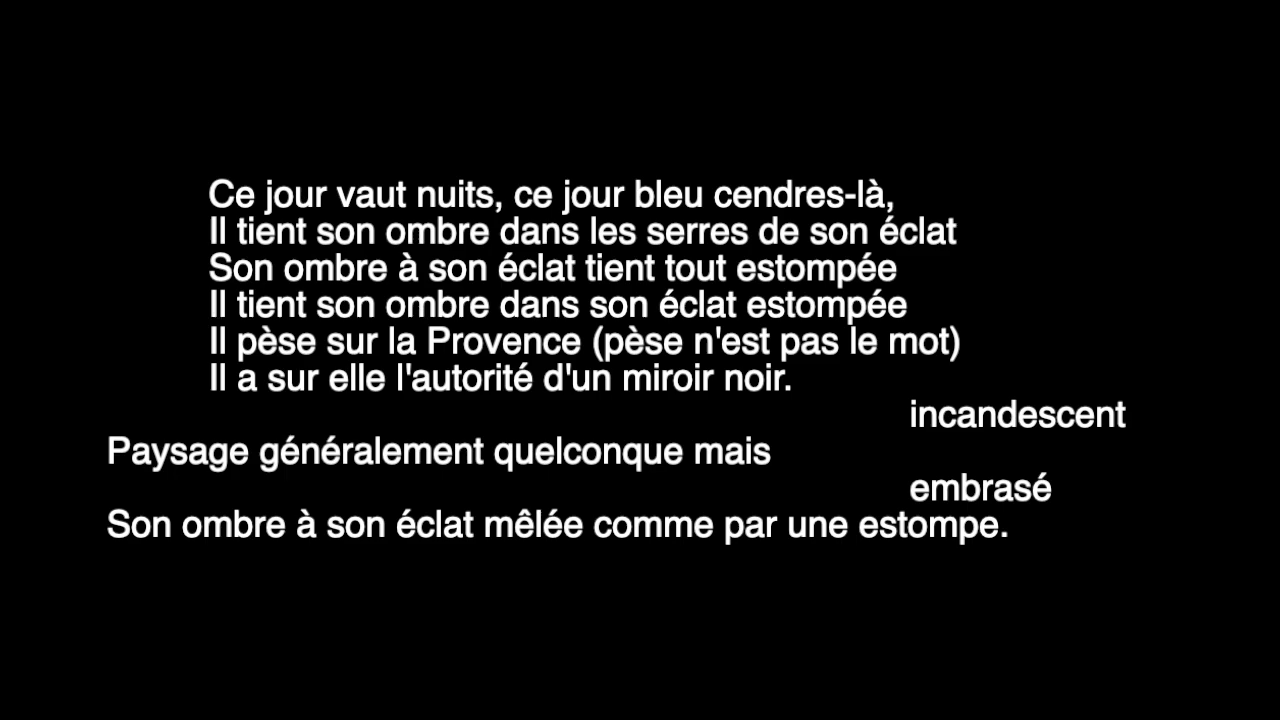 Ce jour vaut nuits, ce jour bleu cendres-là,
Il tient son ombre dans les serres de son éclat
Son ombre à son éclat tient tout estompée
Il tient son ombre dans son éclat estompée
Il pèse sur la Provence (pèse n'est pas le mot)
Il a sur elle l'autorité d'un miroir noir.
incandescent
Paysage généralement quelconque mais
embrasé
Son ombre à son éclat mêlée comme par une estompe.